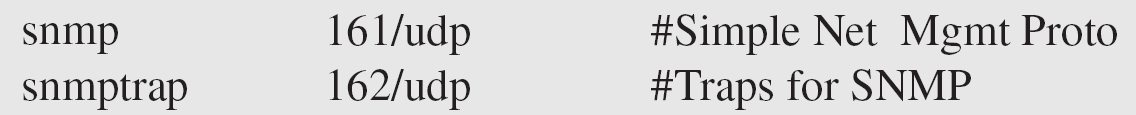 snmp 161/udp #Simple Net Mgmt Proto
snmptrap 162/udp #Traps for SNMP